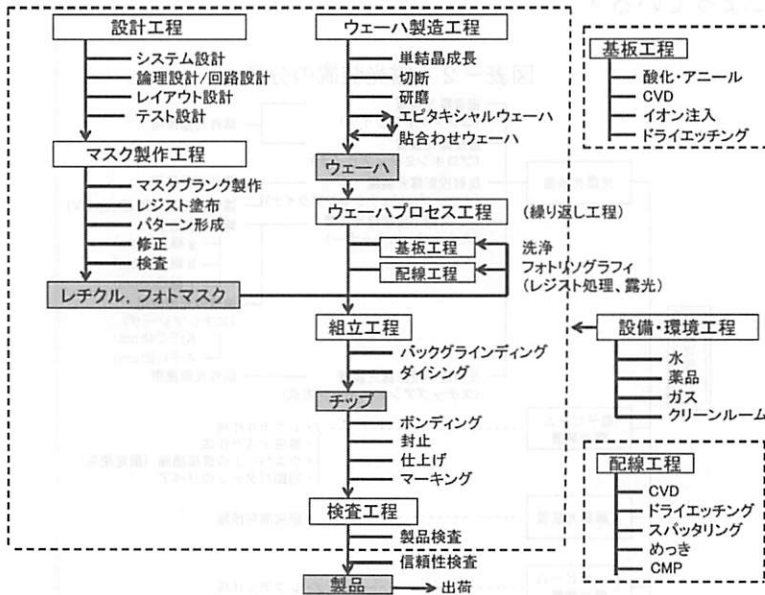 設計工程
システム設計
論理設計/回路設計
レイアウト設計
テスト設計
マスク製作工程
マスクブランク製作
レジスト塗布
パターン形成
修正
検査
レチクル，フォトマスク
ウェーハ製造工程
単結晶成長
切断
研磨
エピタキシャルウェーハ
貼合わせウェーハ
ウェーハ
ウェーハプロセス工程
(繰り返し工程)
基板工程
配線工程
洗浄
フォトリソグラフィ
(レジスト処理、露光)
組立工程
バックグラインディング
ダイシング
チップ
ボンディング
封止
仕上げ
マーキング
検査工程
製品検査
信頼性検査
製品
出荷
基板工程
酸化・アニール
CVD
イオン注入
ドライエッチング
設備・環境工程
水
薬品
ガス
クリーンルーム
配線工程
CVD
ドライエッチング
スパッタリング
めっき
CMP